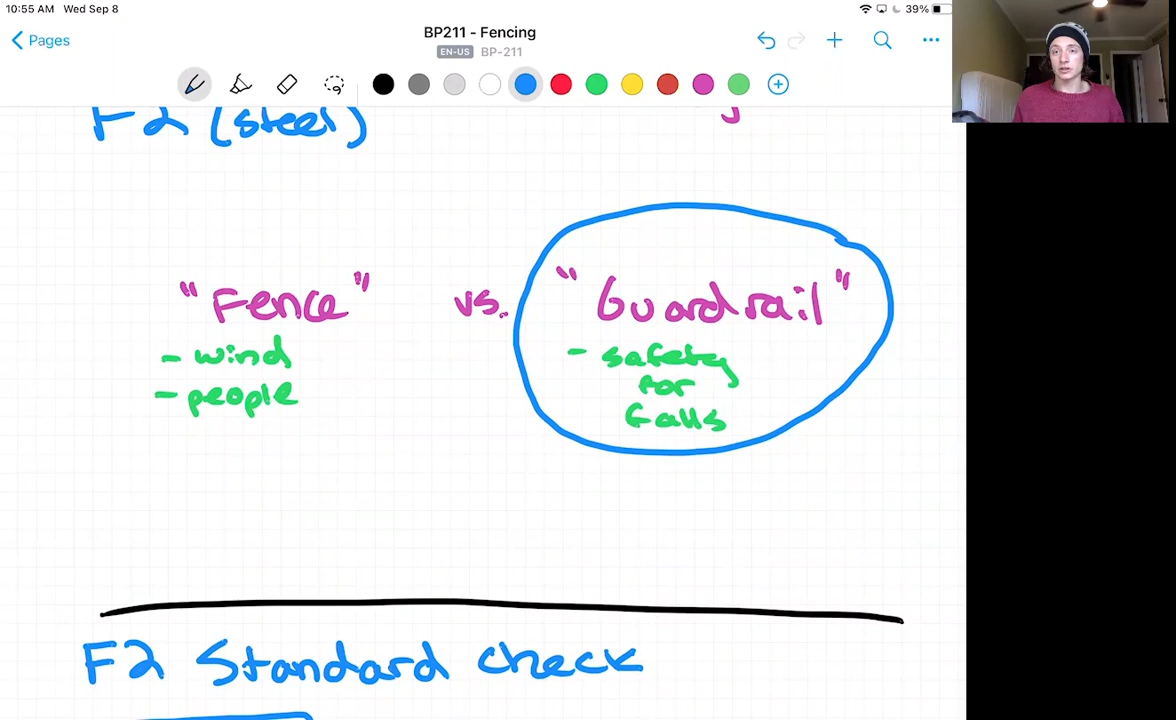 10:55 AM Wed Sep 8
39%
Pages
BP211 - Fencing
EN-US BP-211
F2 (steel)
"Fence" vs. "Guardrail"
- wind
- people
- safety
for
falls
F2 Standard check